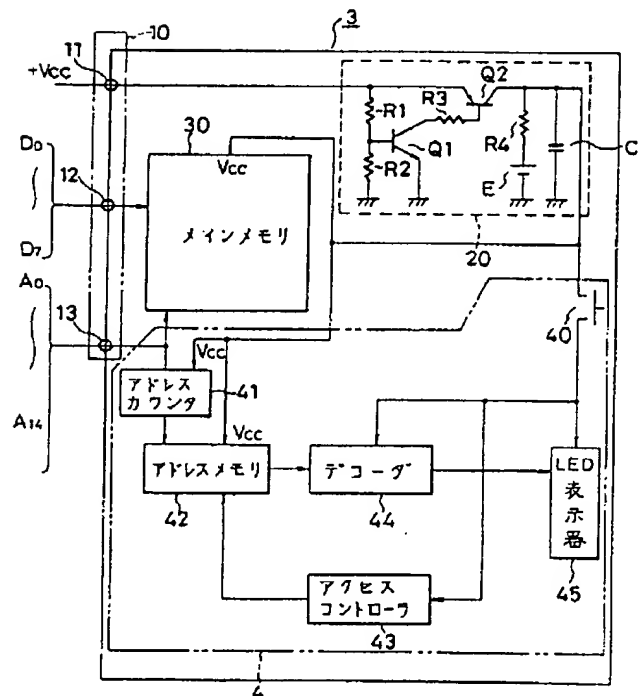 10
3
11
+Vcc
Q2
R3
R1
30
Vcc
Q1
R4
D0
12
R2
E
C
メインメモリ
D7
20
A0
13
40
Vcc
アドレス
カウンタ
41
Vcc
A14
アドレスメモリ
デコーダ
LED
表
示
器
42
44
アクセス
コントローラ
45
43
4